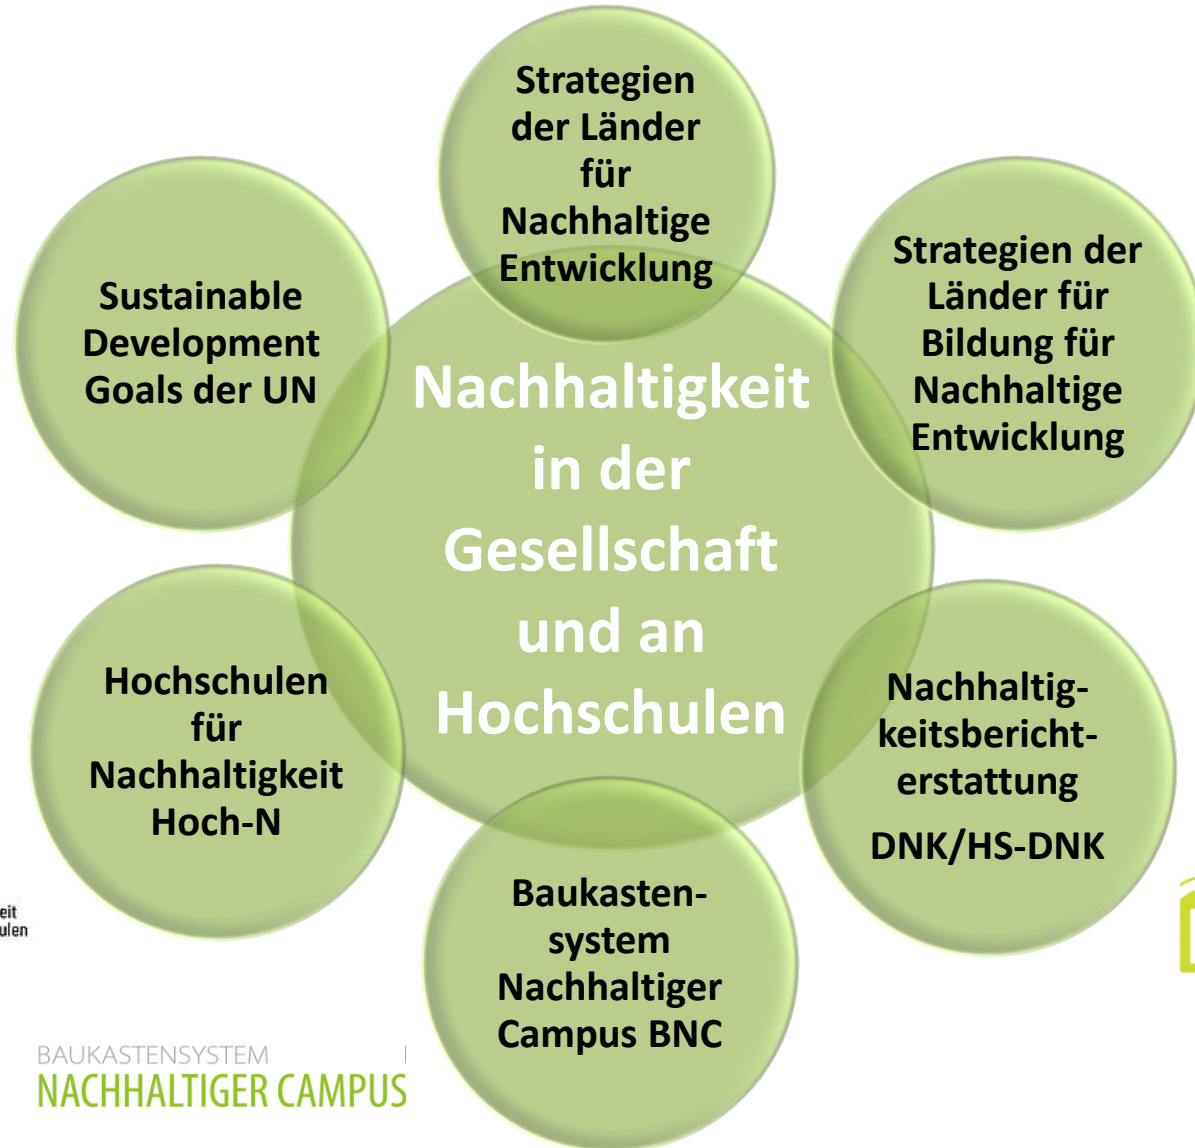 Strategien
der Länder
für
Nachhaltige
Entwicklung
Strategien der
Länder für
Bildung für
Nachhaltige
Entwicklung
Sustainable
Development
Goals der UN
Nachhaltigkeit
in der
Gesellschaft
und an
Hochschulen
Hochschulen
für
Nachhaltigkeit
Hoch-N
Nachhaltig-
keitsbericht-
erstattung
DNK/HS-DNK
Baukasten-
system
Nachhaltiger
Campus BNC
eit
ulen
BAUKASTENSYSTEM
NACHHALTIGER CAMPUS